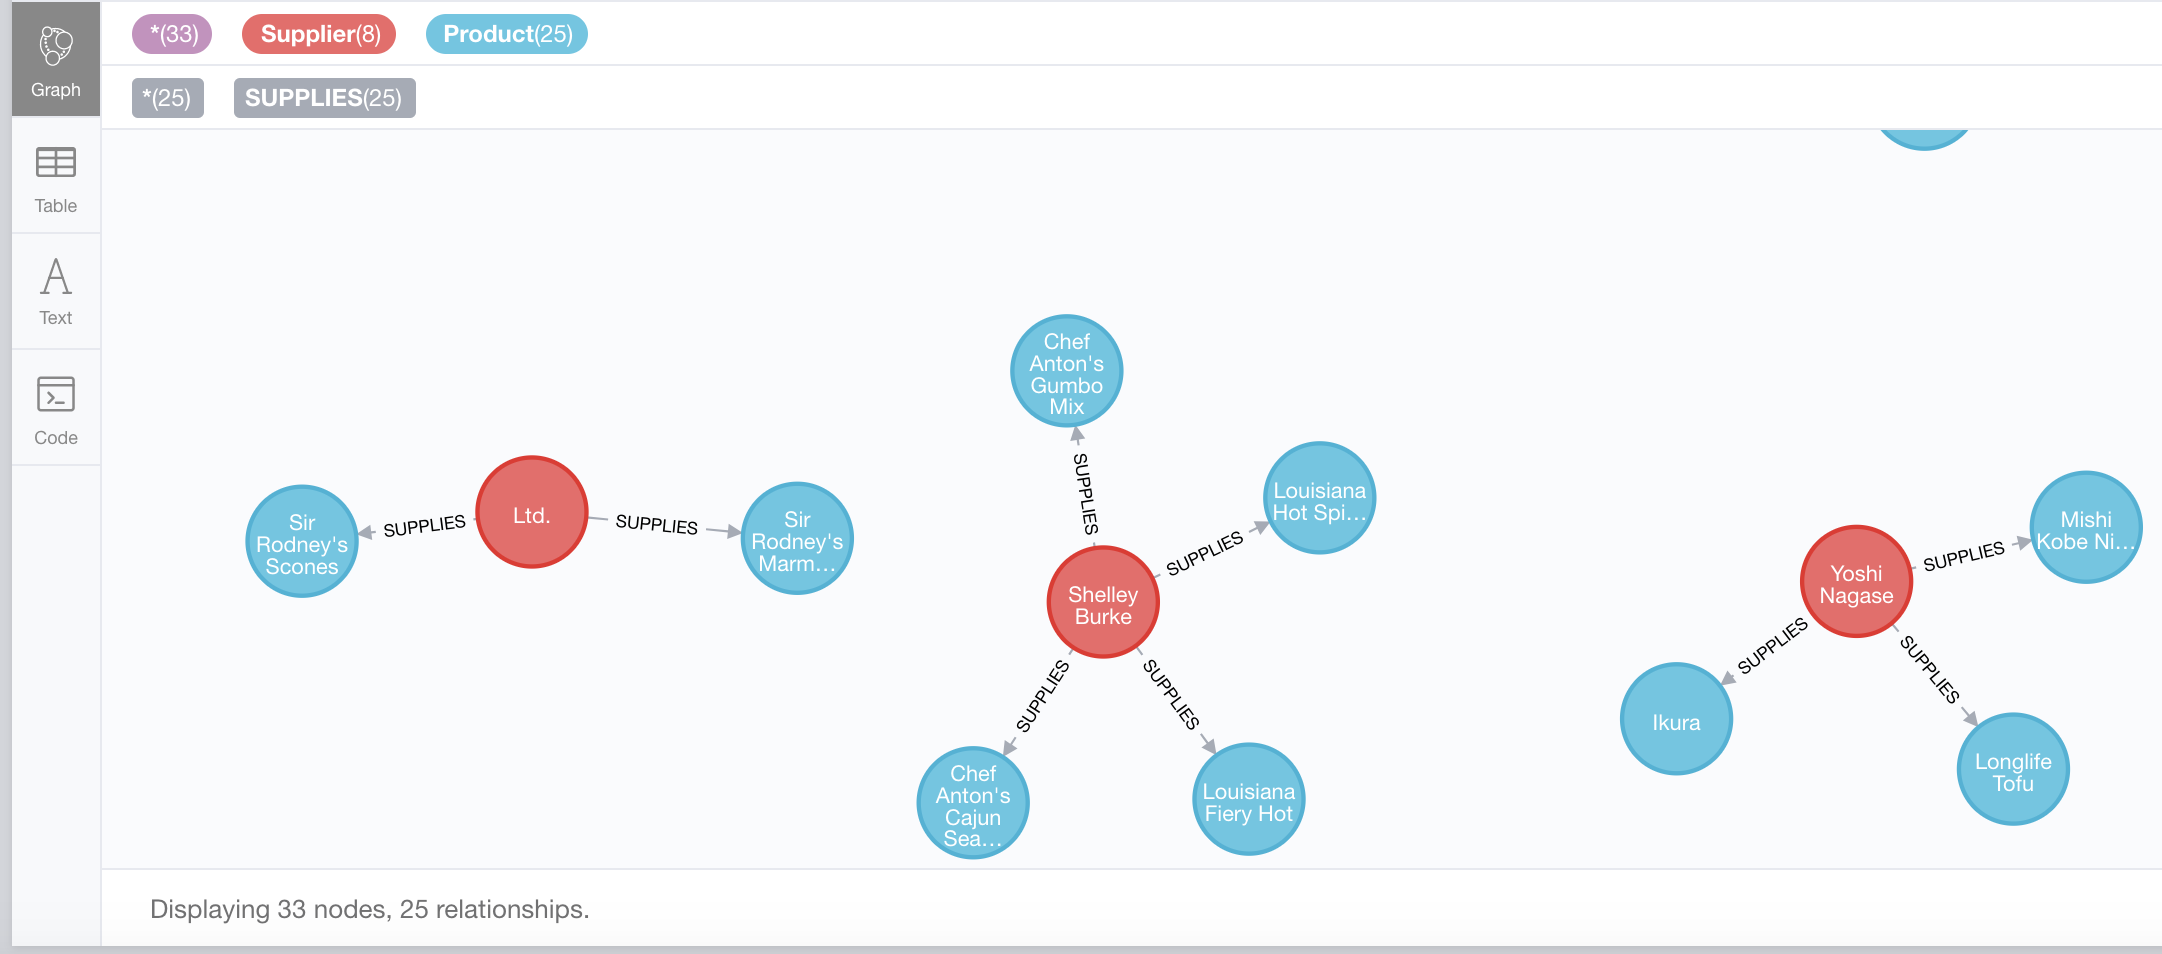 *(33) Supplier(8) Product(25)
*(25) SUPPLIES(25)
Graph
Table
Text
Code
Chef
Anton's
Gumbo
Mix
SUPPLIES
Louisiana
Hot Spi...
SUPPLIES
Sir
Rodney's
Scones
SUPPLIES
Ltd.
SUPPLIES
Sir
Rodney's
Marm...
Shelley
Burke
SUPPLIES
SUPPLIES
Chef
Anton's
Cajun
Sea...
Louisiana
Fiery Hot
Yoshi
Nagase
SUPPLIES
Mishi
Kobe Ni...
SUPPLIES
SUPPLIES
Ikura
Longlife
Tofu
Displaying 33 nodes, 25 relationships.